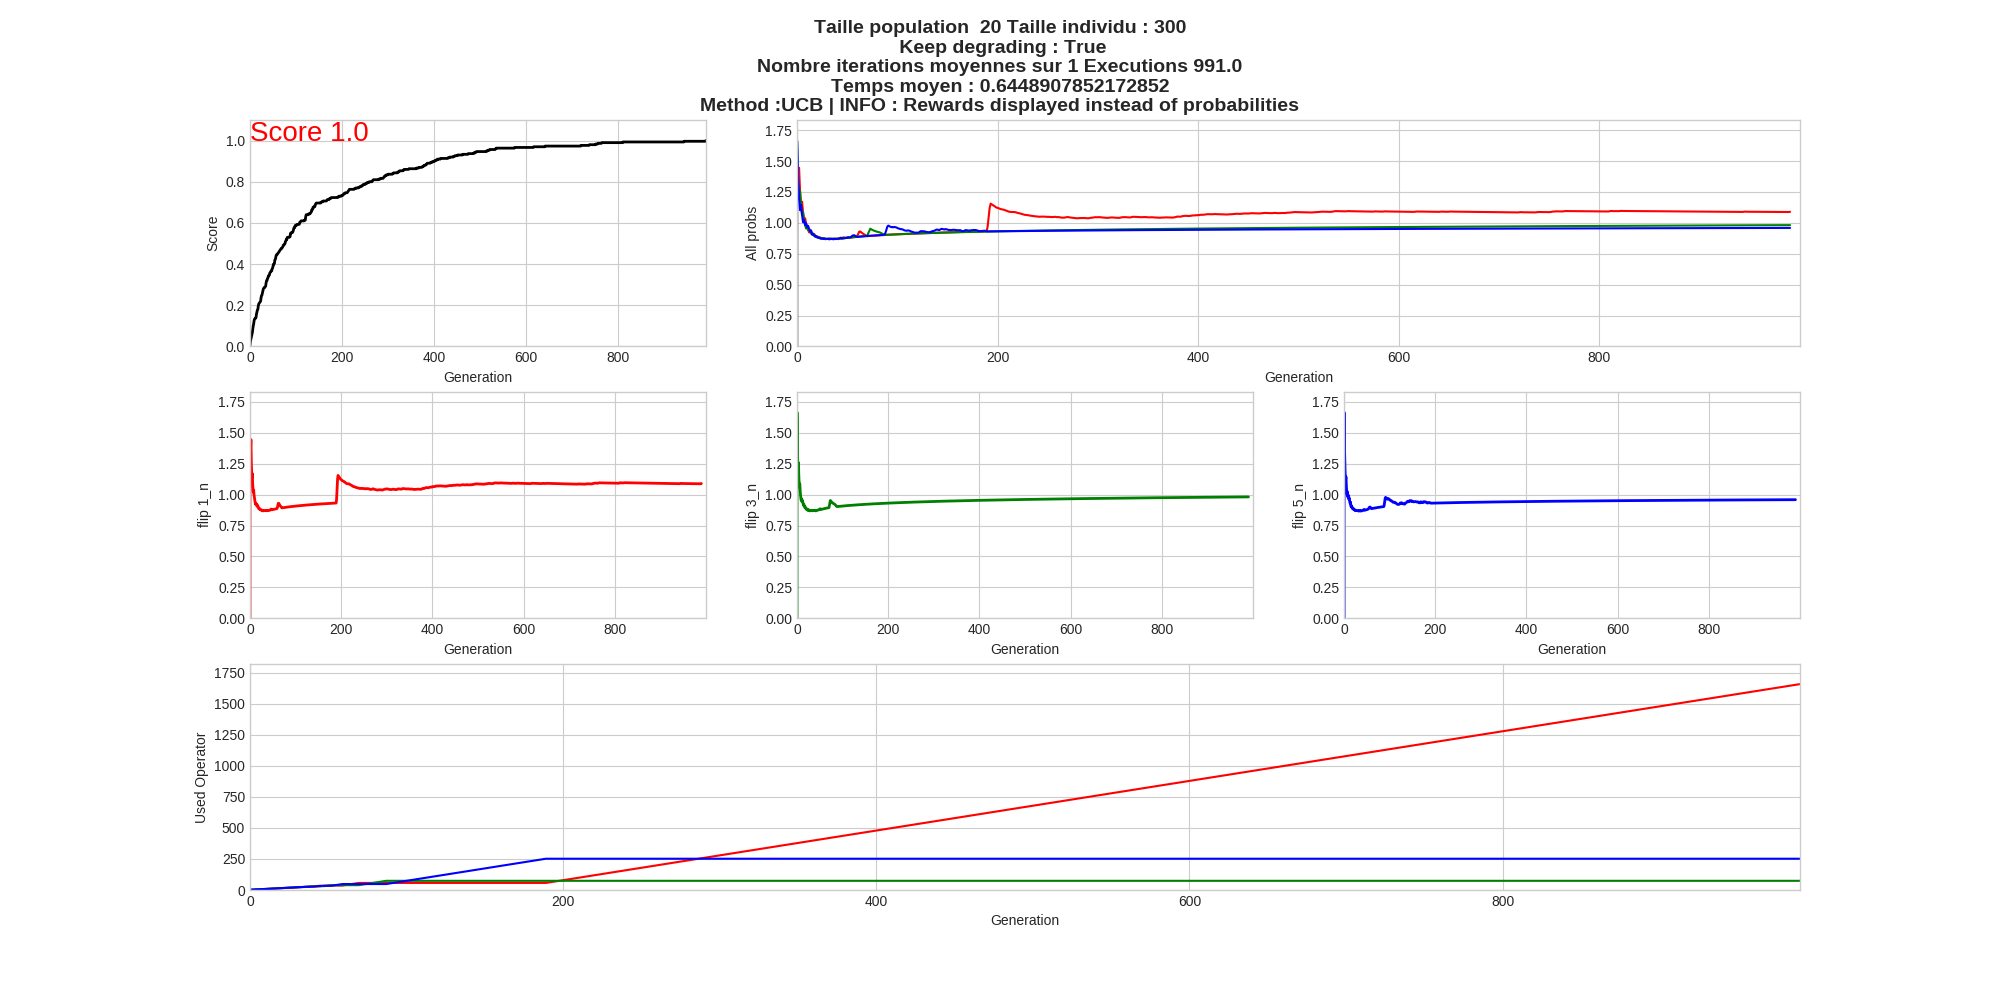 Taille population  20 Taille individu : 300
Keep degrading : True
Nombre iterations moyennes sur 1 Executions 991.0
Temps moyen : 0.6448907852172852
Method :UCB | INFO : Rewards displayed instead of probabilities
Score 1.0
1.0
0.8
0.6
0.4
0.2
0.0
Score
0 200 400 600 800
Generation
1.75
1.50
1.25
1.00
0.75
0.50
0.25
0.00
All probs
0 200 400 600 800
Generation
1.75
1.50
1.25
1.00
0.75
0.50
0.25
0.00
flip 1_n
0 200 400 600 800
Generation
1.75
1.50
1.25
1.00
0.75
0.50
0.25
0.00
flip 3_n
0 200 400 600 800
Generation
1.75
1.50
1.25
1.00
0.75
0.50
0.25
0.00
flip 5_n
0 200 400 600 800
Generation
1750
1500
1250
1000
750
500
250
0
Used Operator
0 200 400 600 800
Generation